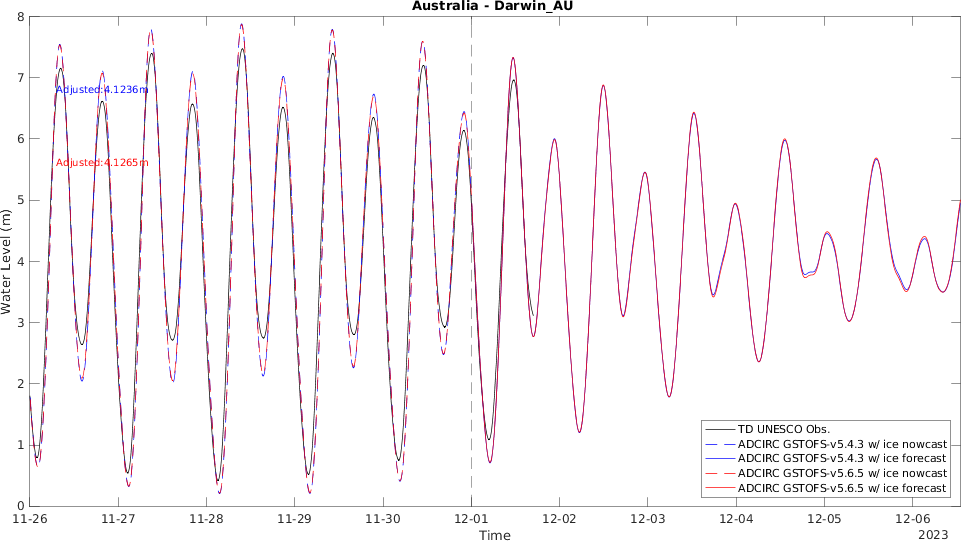 Australia - Darwin_AU
8
7
6
5
4
3
2
1
0
Water Level (m)
Adjusted:4.1236m
Adjusted:4.1265m
TD UNESCO Obs.
ADCIRC GSTOFS-v5.4.3 w/ ice nowcast
ADCIRC GSTOFS-v5.4.3 w/ ice forecast
ADCIRC GSTOFS-v5.6.5 w/ ice nowcast
ADCIRC GSTOFS-v5.6.5 w/ ice forecast
11-26 11-27 11-28 11-29 11-30 12-01 12-02 12-03 12-04 12-05 12-06
Time
2023